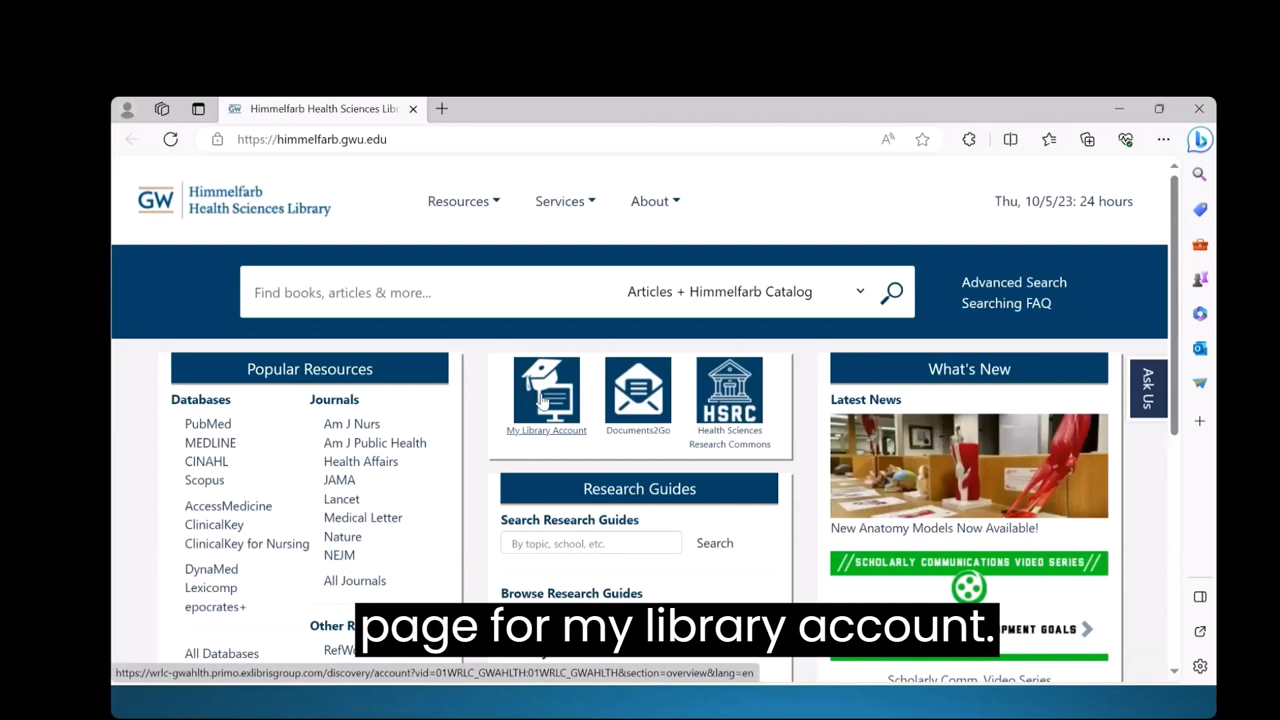 Himmelfarb Health Sciences Libr
https://himmelfarb.gwu.edu
GW
Himmelfarb
Health Sciences Library
Resources
Services
About
Thu, 10/5/23: 24 hours
Find books, articles & more...
Articles + Himmelfarb Catalog
Advanced Search
Searching FAQ
Popular Resources
Databases
PubMed
MEDLINE
CINAHL
Scopus
AccessMedicine
ClinicalKey
ClinicalKey for Nursing
DynaMed
Lexicomp
epocrates+
All Databases
Journals
Am J Nurs
Am J Public Health
Health Affairs
JAMA
Lancet
Medical Letter
Nature
NEJM
All Journals
Other R
RefWo
My Library Account
Documents2Go
HSRC
Health Sciences
Research Commons
Research Guides
Search Research Guides
By topic, school, etc.
Search
Browse Research Guides
What's New
Latest News
New Anatomy Models Now Available!
//SCHOLARLY COMMUNICATIONS VIDEO SERIES//
PMENT GOALS
Scholarly Comm. Video Series
Ask Us
page for my library account.
https://wrlc-gwahlth.primo.exlibrisgroup.com/discovery/account?vid=01WRLC_GWAHLTH:01WRLC_GWAHLTH&section=overview&lang=en